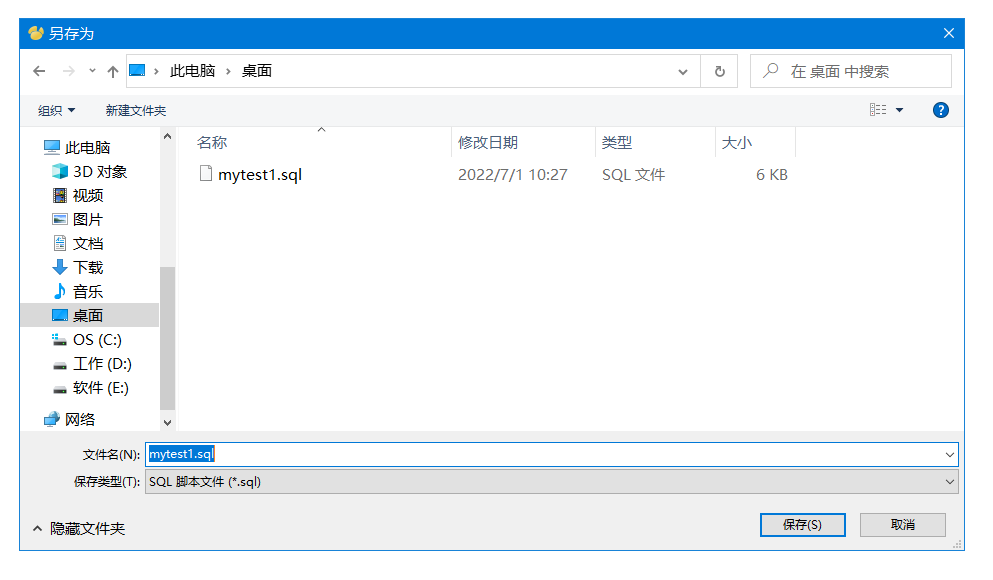 另存为
此电脑 › 桌面
在 桌面 中搜索
组织 新建文件夹
名称 修改日期 类型 大小
mytest1.sql 2022/7/1 10:27 SQL 文件 6 KB
此电脑
3D 对象
视频
图片
文档
下载
音乐
桌面
OS (C:)
工作 (D:)
软件 (E:)
网络
文件名(N): mytest1.sql
保存类型(T): SQL 脚本文件 (*.sql)
隐藏文件夹 保存(S) 取消